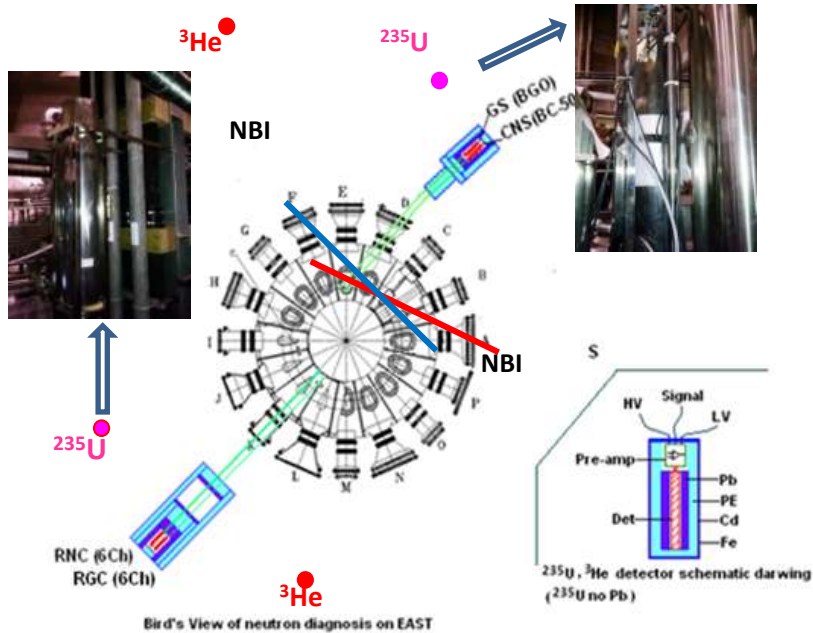 ³He
²³⁵U
GS (BGO)
CNS(BC-50
NBI
F
E
D
G
C
H
B
I
A
NBI
J
P
K
O
L
M
N
S
²³⁵U
RNC (6Ch)
RGC (6Ch)
³He
Signal
HV
LV
Pre-amp
Pb
PE
Det
Cd
Fe
²³⁵U , ³He detector schematic darwing
( ²³⁵U no Pb )
Bird's View of neutron diagnosis on EAST